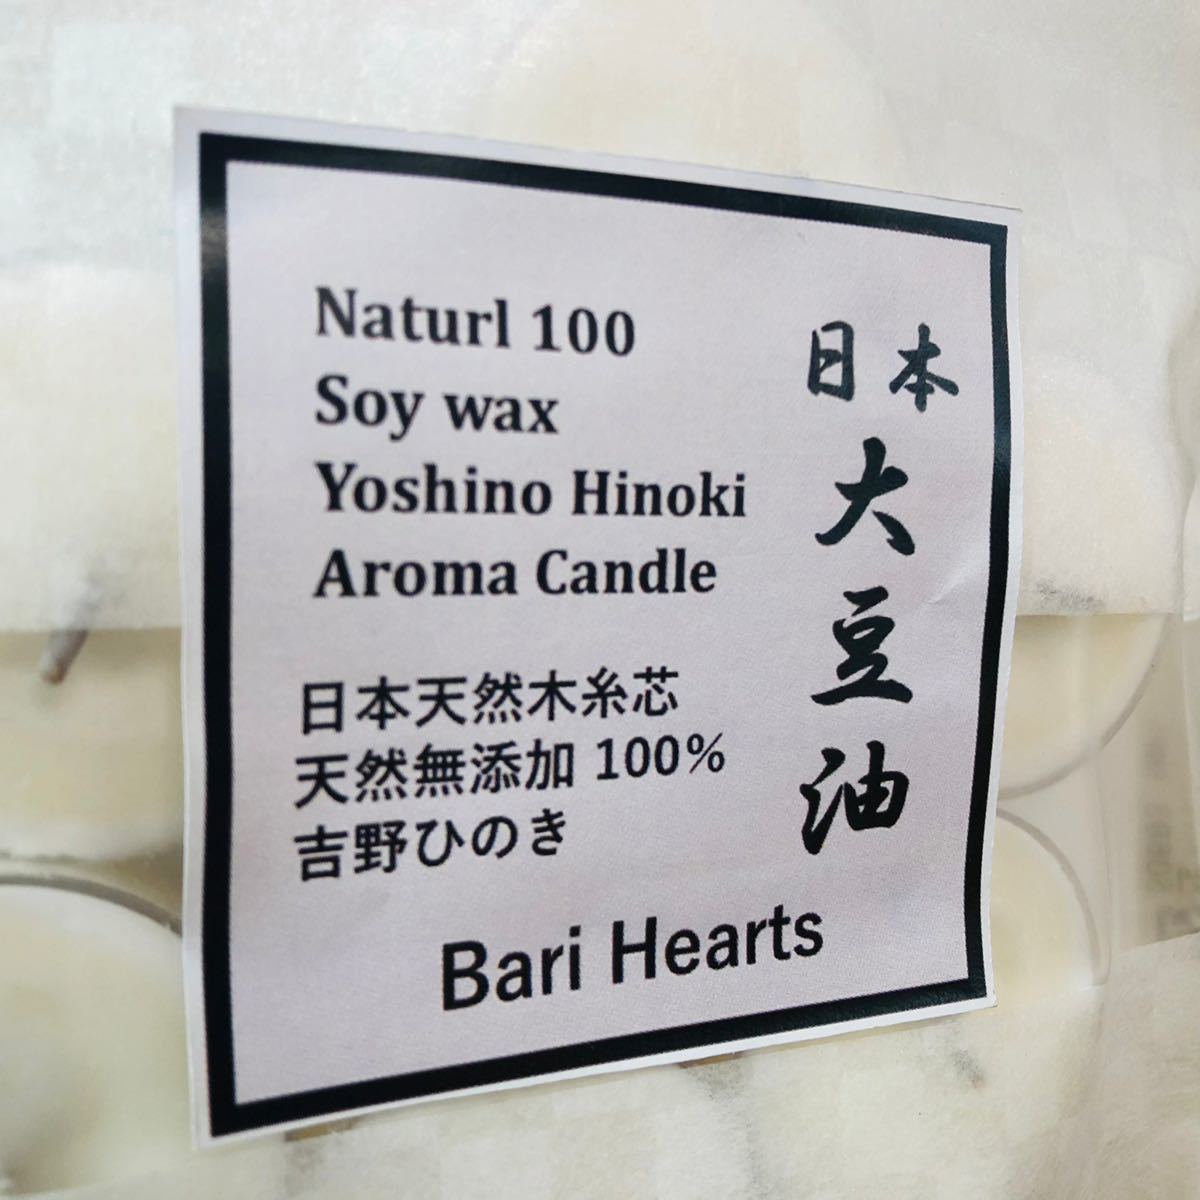 Naturl 100
Soy wax
Yoshino Hinoki
Aroma Candle
日本天然木糸芯
天然無添加 100%
吉野ひのき
日本
大
豆
油
Bari Hearts